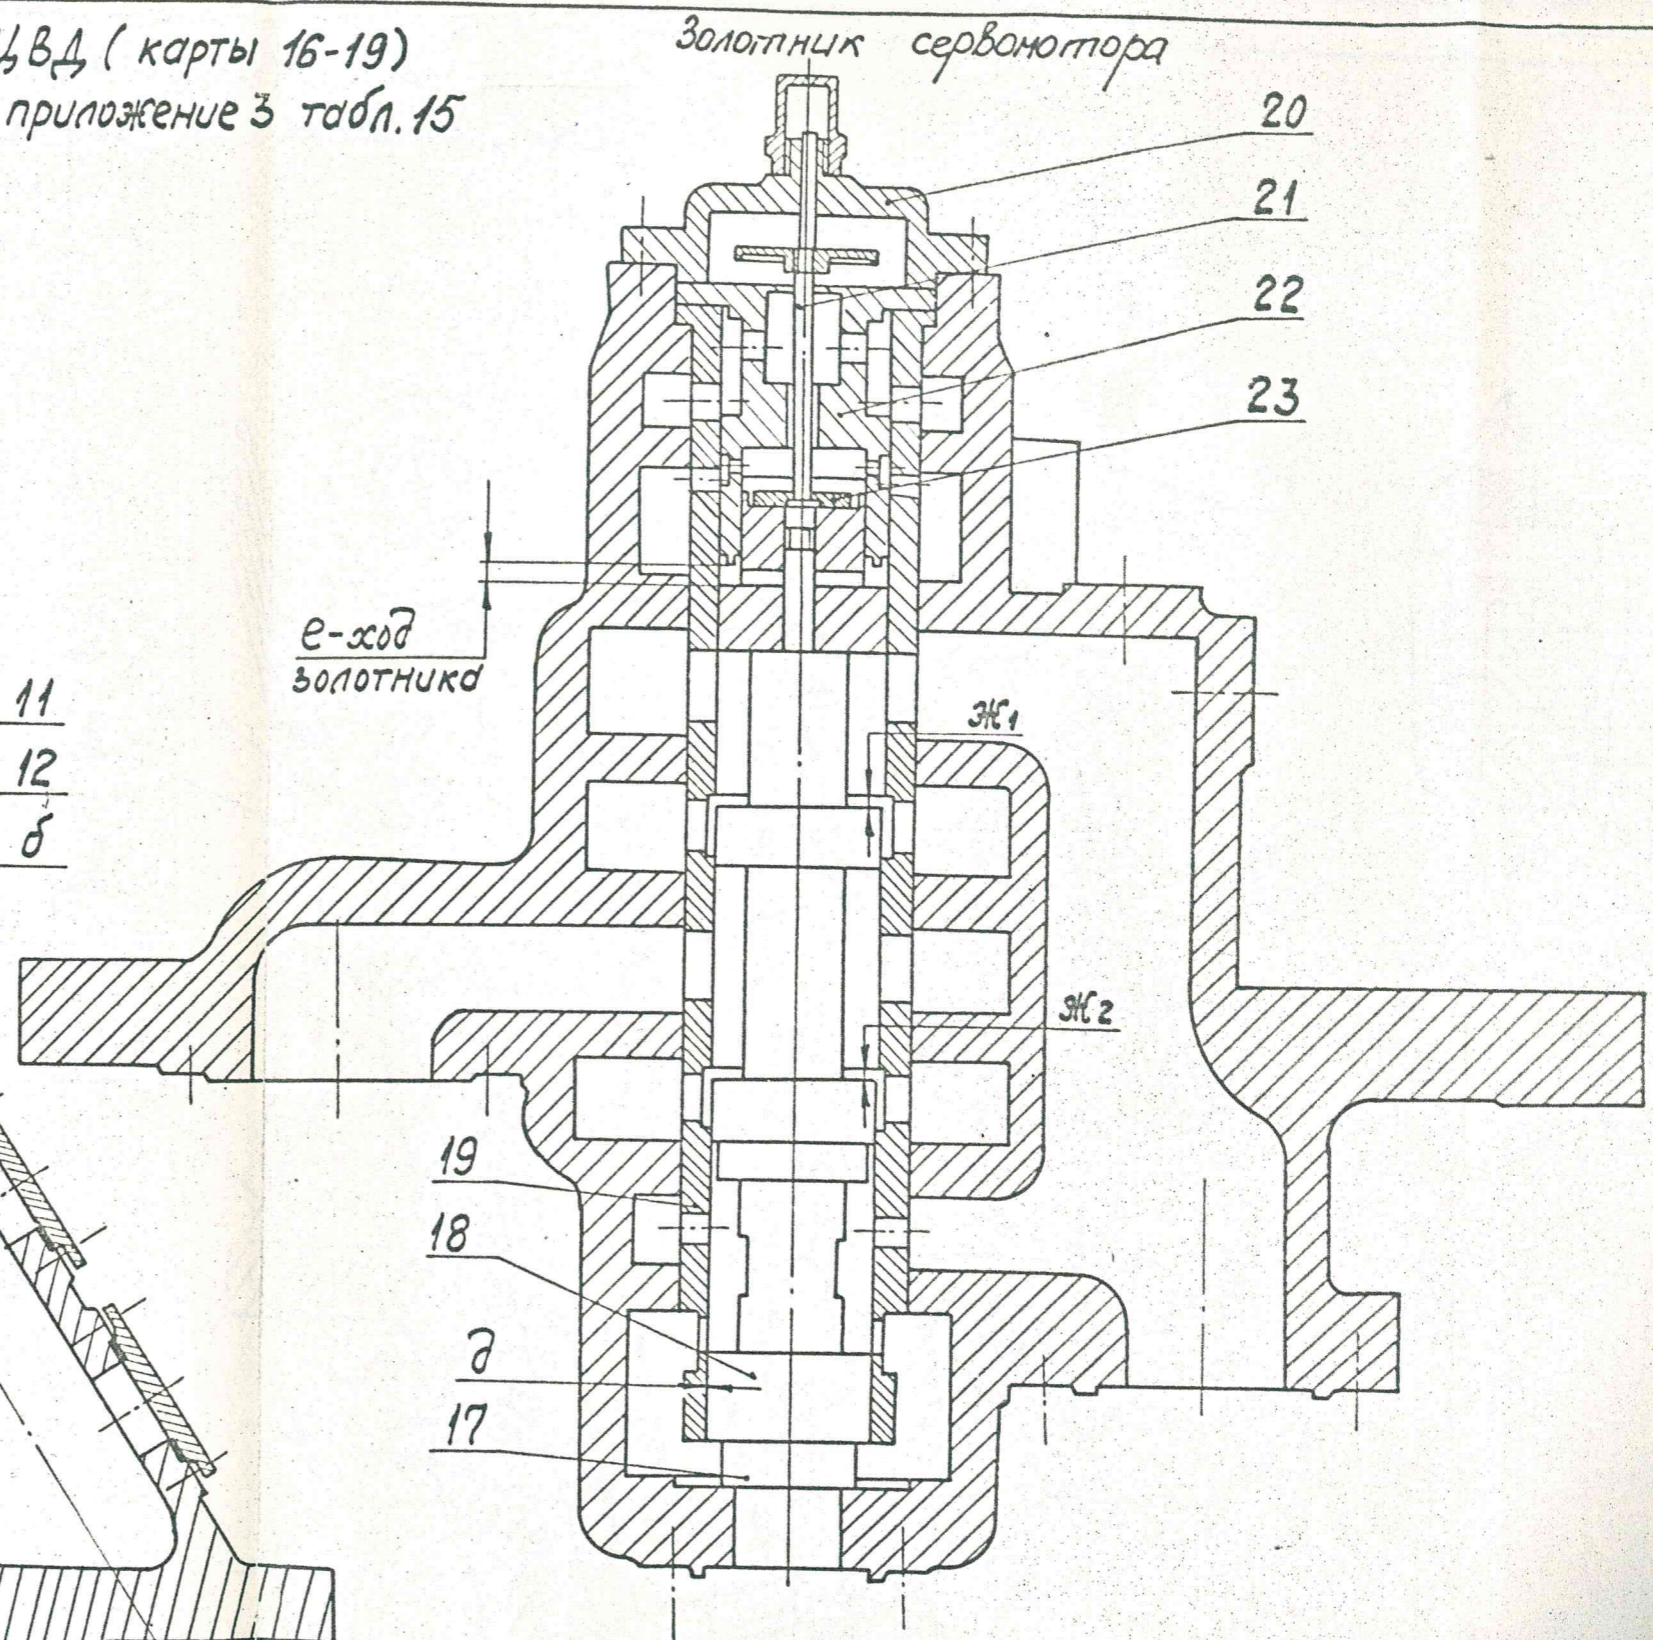 ЦВД (карты 16-19)
приложение 3 табл. 15
Золотник сервомотора
20
21
22
23
е-ход
золотника
11
12
б
Ж1
Ж2
19
18
д
17